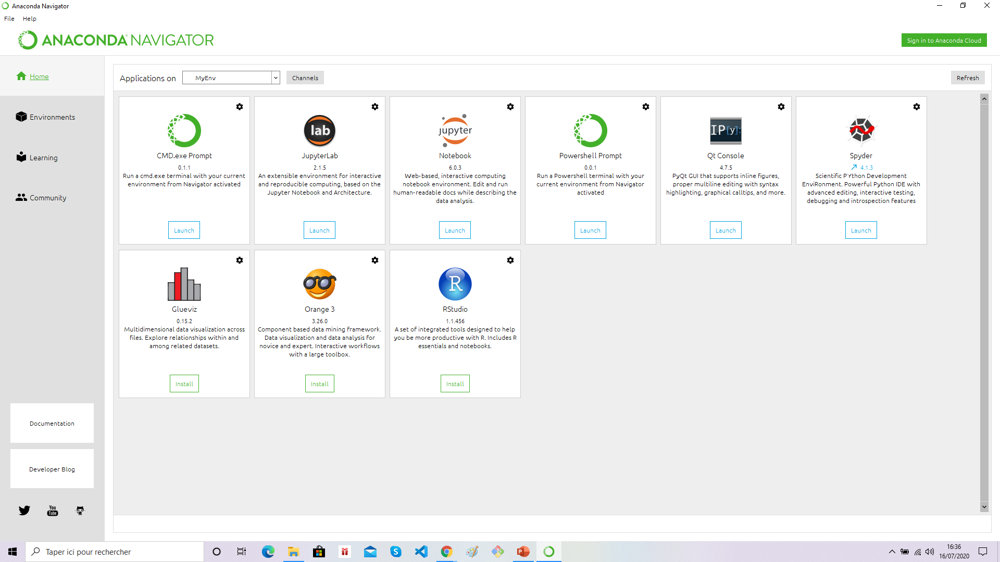 Anaconda Navigator
File Help
ANACONDA NAVIGATOR
Sign in to Anaconda Cloud
Home
Environments
Learning
Community
Documentation
Developer Blog
You
Tube
Applications on MyEnv Channels Refresh
CMD.exe Prompt
0.1.1
Run a cmd.exe terminal with your current
environment from Navigator activated
Launch
lab
JupyterLab
2.1.5
An extensible environment for interactive
and reproducible computing, based on the
Jupyter Notebook and Architecture.
Launch
jupyter
Notebook
6.0.3
Web-based, interactive computing
notebook environment. Edit and run
human-readable docs while describing the
data analysis.
Launch
Powershell Prompt
0.0.1
Run a Powershell terminal with your
current environment from Navigator
activated
Launch
IP[y]:
Qt Console
4.7.5
PyQt GUI that supports inline figures,
proper multiline editing with syntax
highlighting, graphical calltips, and more.
Launch
Spyder
4.1.3
Scientific PYthon Development
EnviRonment. Powerful Python IDE with
advanced editing, interactive testing,
debugging and introspection features
Launch
Glueviz
0.15.2
Multidimensional data visualization across
files. Explore relationships within and
among related datasets.
Install
Orange 3
3.26.0
Component based data mining framework.
Data visualization and data analysis for
novice and expert. Interactive workflows
with a large toolbox.
Install
R
RStudio
1.1.456
A set of integrated tools designed to help
you be more productive with R. Includes R
essentials and notebooks.
Install
Taper ici pour rechercher
16:36
16/07/2020